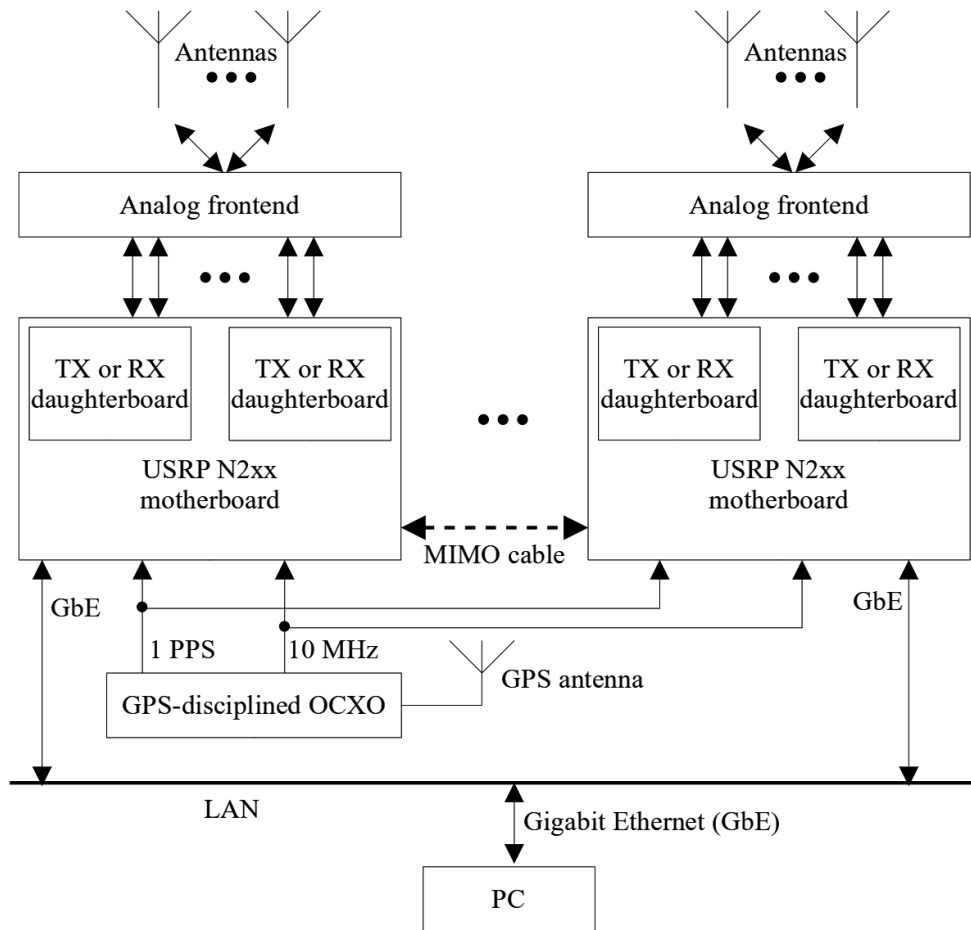 Antennas
Antennas
Analog frontend
Analog frontend
TX or RX
daughterboard
TX or RX
daughterboard
TX or RX
daughterboard
TX or RX
daughterboard
USRP N2xx
motherboard
USRP N2xx
motherboard
MIMO cable
GbE
GbE
1 PPS
10 MHz
GPS antenna
GPS-disciplined OCXO
LAN
Gigabit Ethernet (GbE)
PC